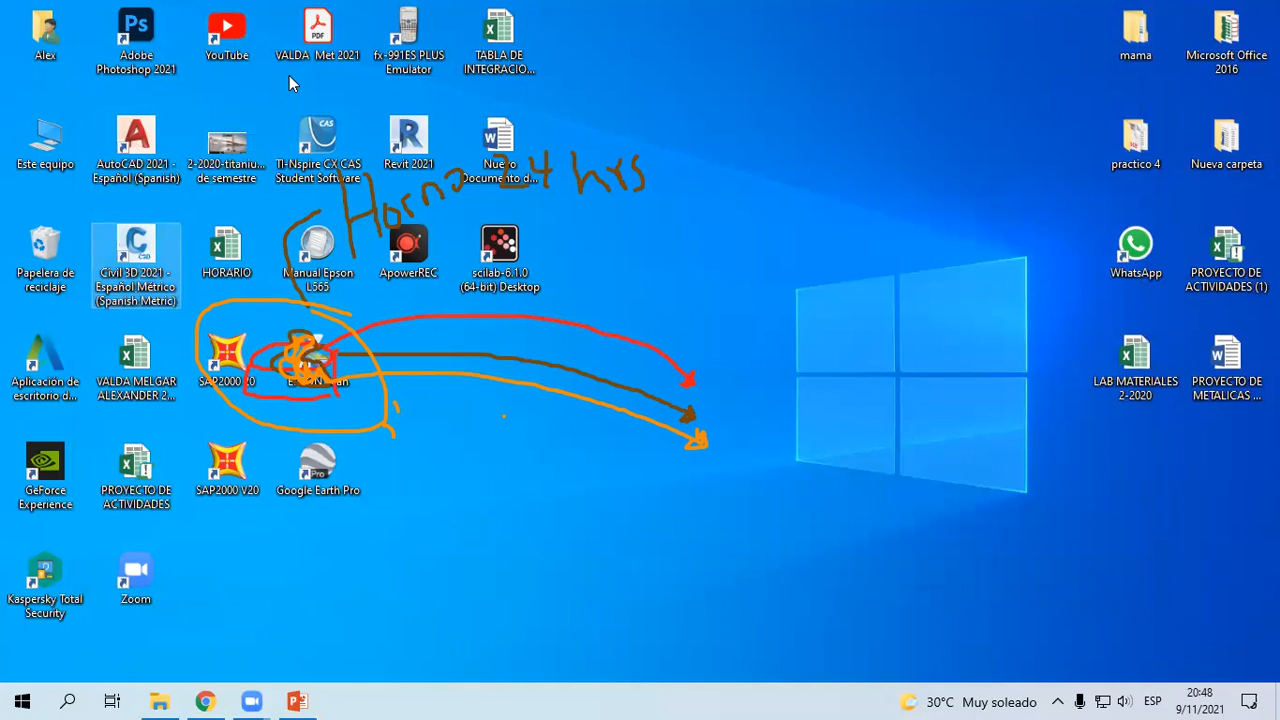 Alex
Adobe
Photoshop 2021
YouTube
VALDA Met 2021
fx-991ES PLUS
Emulator
TABLA DE
INTEGRACIO...
mama
Microsoft Office
2016
Este equipo
AutoCAD 2021 -
Español (Spanish)
2-2020-titaniu...
de semestre
TI-Nspire CX CAS
Student Software
Revit 2021
Nuevo
Documento d...
practico 4
Nueva carpeta
Horno 24 hrs
Papelera de
reciclaje
Civil 3D 2021 -
Español Métrico
(Spanish Metric)
HORARIO
Manual Epson
L565
ApowerREC
scilab-6.1.0
(64-bit) Desktop
WhatsApp
PROYECTO DE
ACTIVIDADES (1)
Aplicación de
escritorio d...
VALDA MELGAR
ALEXANDER 2...
SAP2000 20
LAB MATERIALES
2-2020
PROYECTO DE
METALICAS ...
GeForce
Experience
PROYECTO DE
ACTIVIDADES
SAP2000 V20
Google Earth Pro
Kaspersky Total
Security
Zoom
30°C Muy soleado
ESP
20:48
9/11/2021